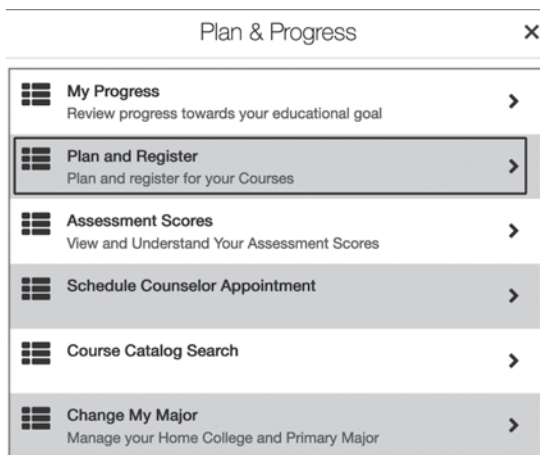 Plan & Progress
My Progress
Review progress towards your educational goal
Plan and Register
Plan and register for your Courses
Assessment Scores
View and Understand Your Assessment Scores
Schedule Counselor Appointment
Course Catalog Search
Change My Major
Manage your Home College and Primary Major